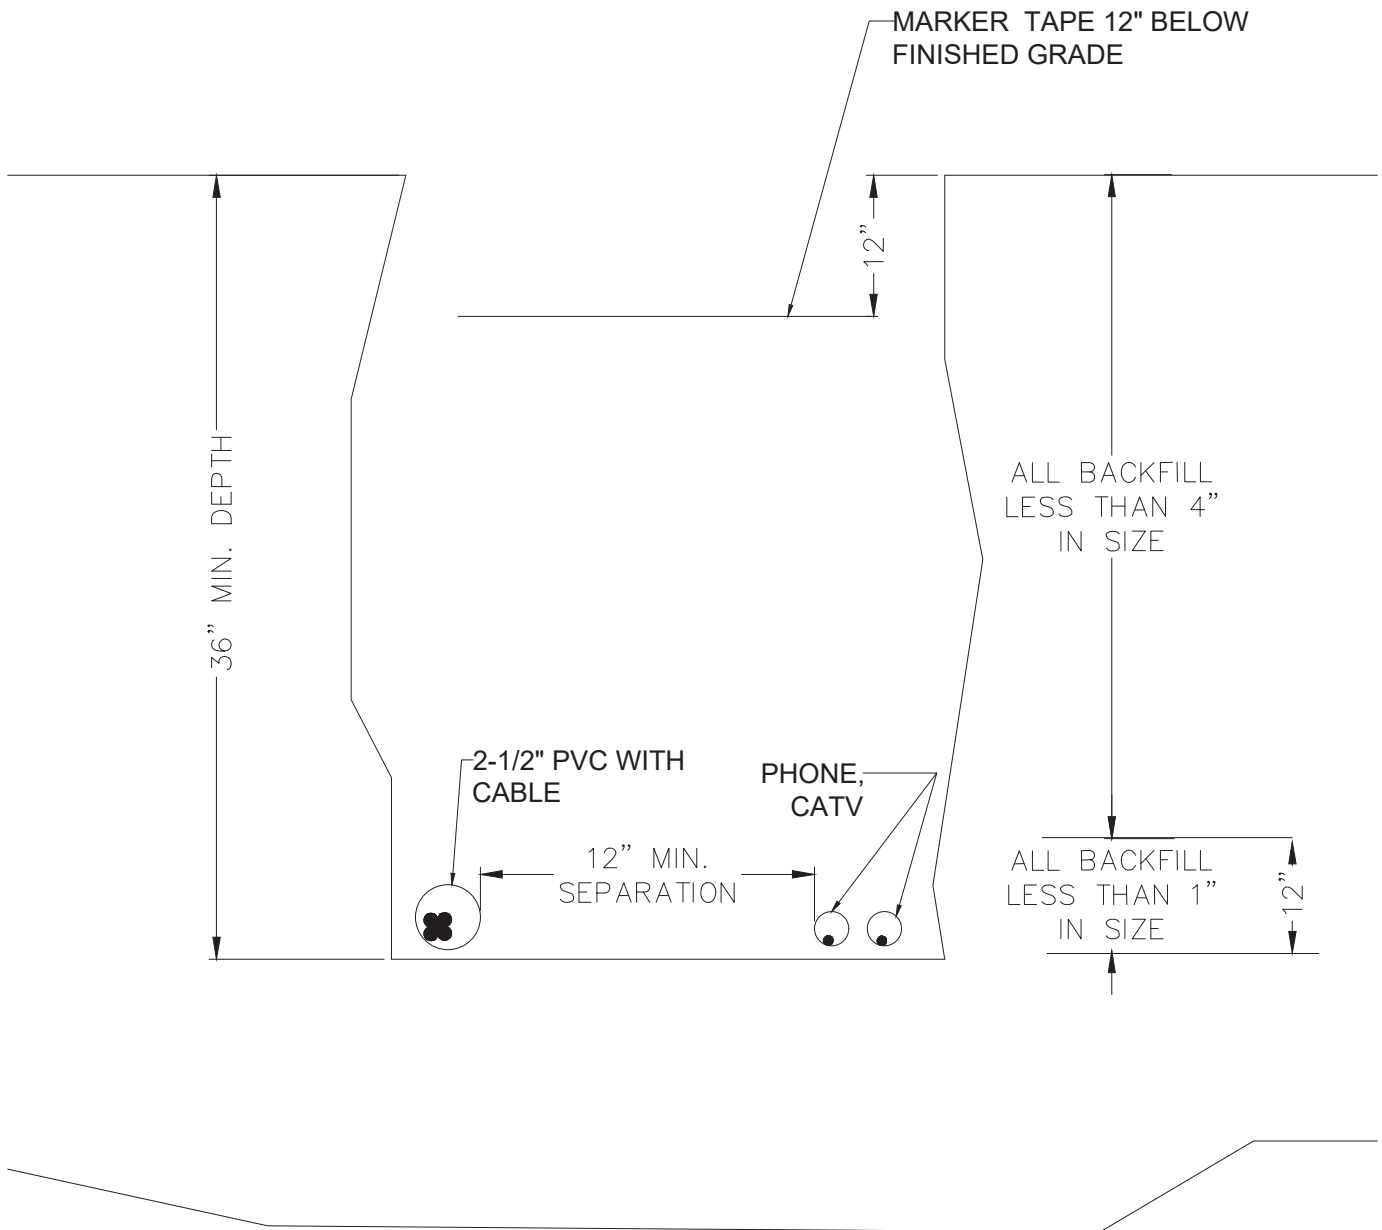 MARKER TAPE 12" BELOW
FINISHED GRADE
12”
36” MIN. DEPTH
ALL BACKFILL
LESS THAN 4”
IN SIZE
2-1/2" PVC WITH
CABLE
PHONE,
CATV
12” MIN.
SEPARATION
ALL BACKFILL
LESS THAN 1”
IN SIZE
12”